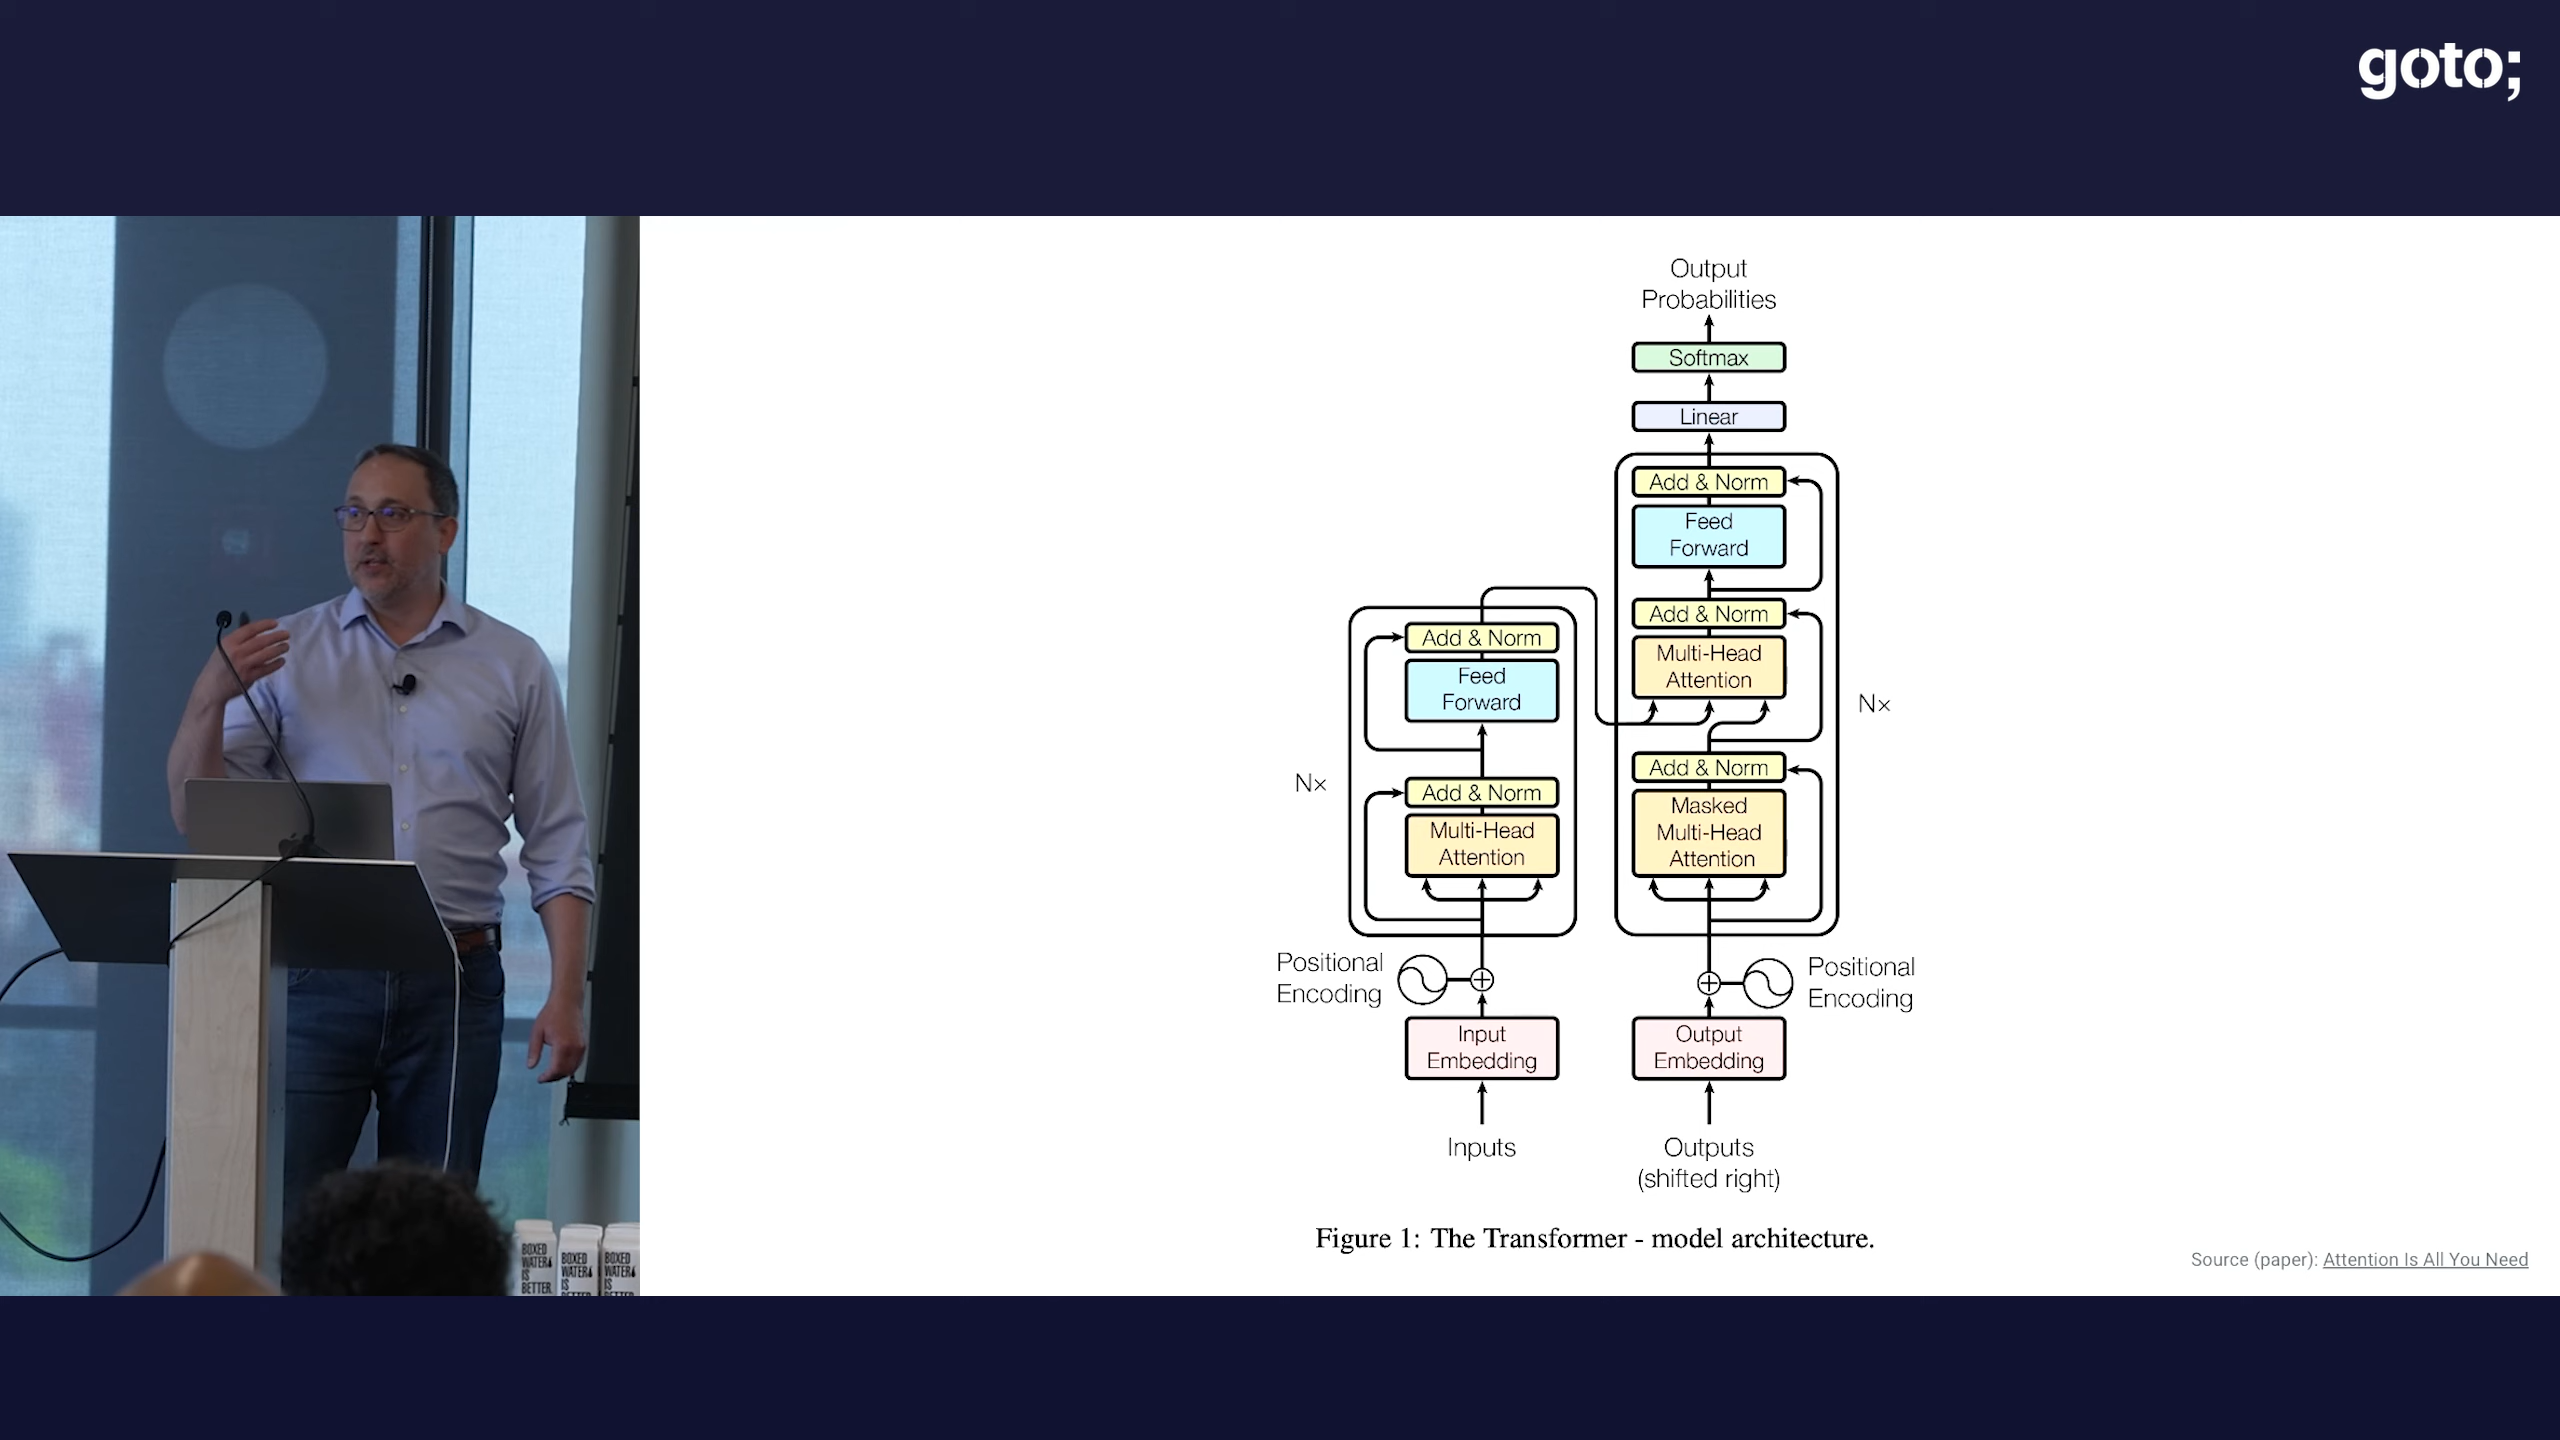 goto;
Output
Probabilities
Softmax
Linear
Add & Norm
Feed
Forward
Add & Norm
Multi-Head
Attention
Nx
Add & Norm
Masked
Multi-Head
Attention
Add & Norm
Feed
Forward
Nx
Add & Norm
Multi-Head
Attention
Positional
Encoding
Positional
Encoding
Input
Embedding
Output
Embedding
Inputs
Outputs
(shifted right)
Figure 1: The Transformer - model architecture.
Source (paper): Attention Is All You Need
BOXED
WATER
IS
BETTER.
BOXED
WATER
IS
BOXED
WATER
IS